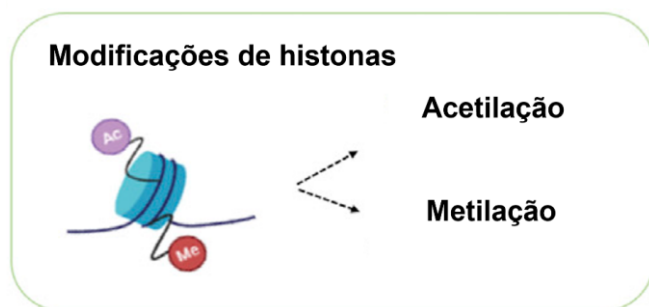 Modificações de histonas
Acetilação
Ac
Metilação
Me